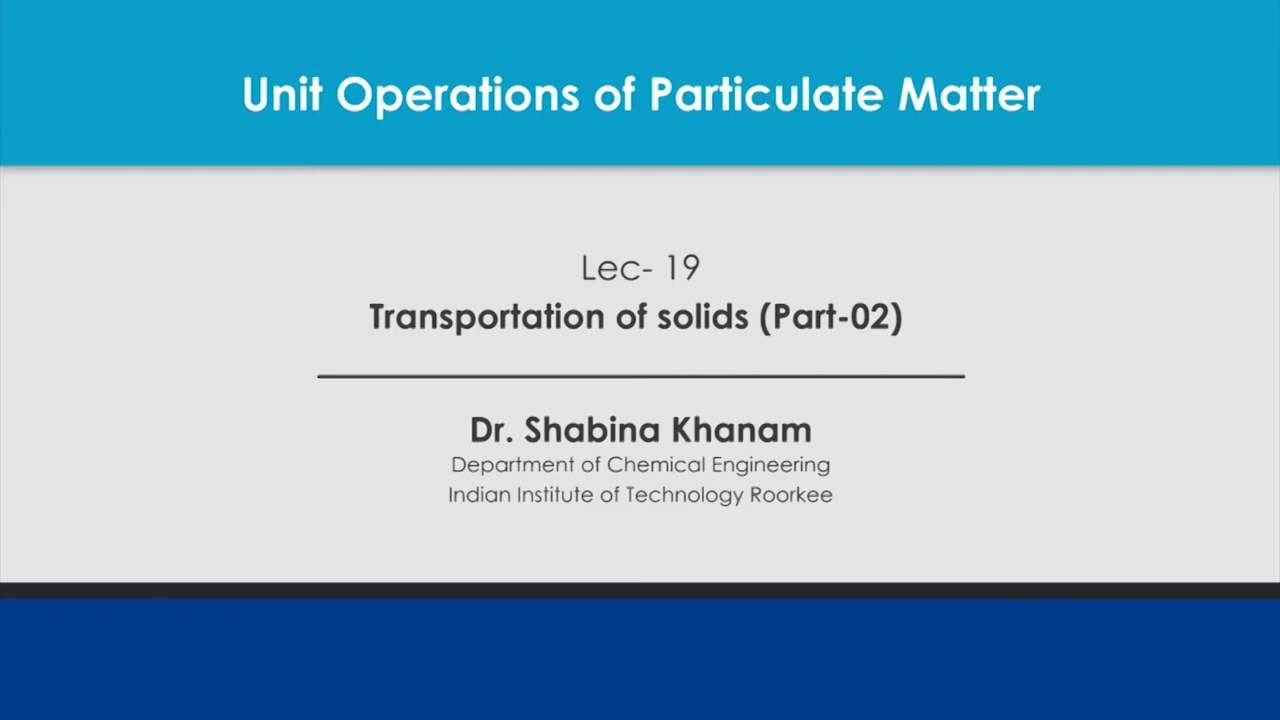 Unit Operations of Particulate Matter
Lec- 19
Transportation of solids (Part-02)
Dr. Shabina Khanam
Department of Chemical Engineering
Indian Institute of Technology Roorkee